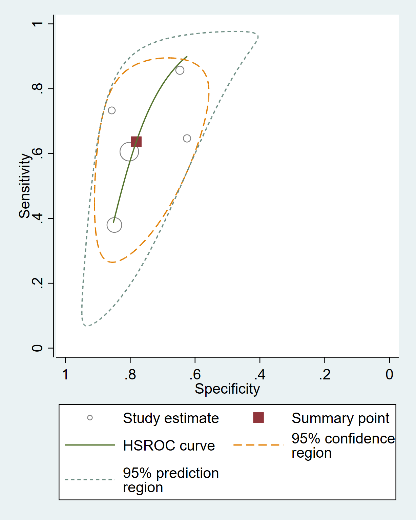 1
.8
.6
.4
.2
0
Sensitivity
1
.8
.6
.4
.2
0
Specificity
Study estimate
Summary point
HSROC curve
95% confidence
region
95% prediction
region